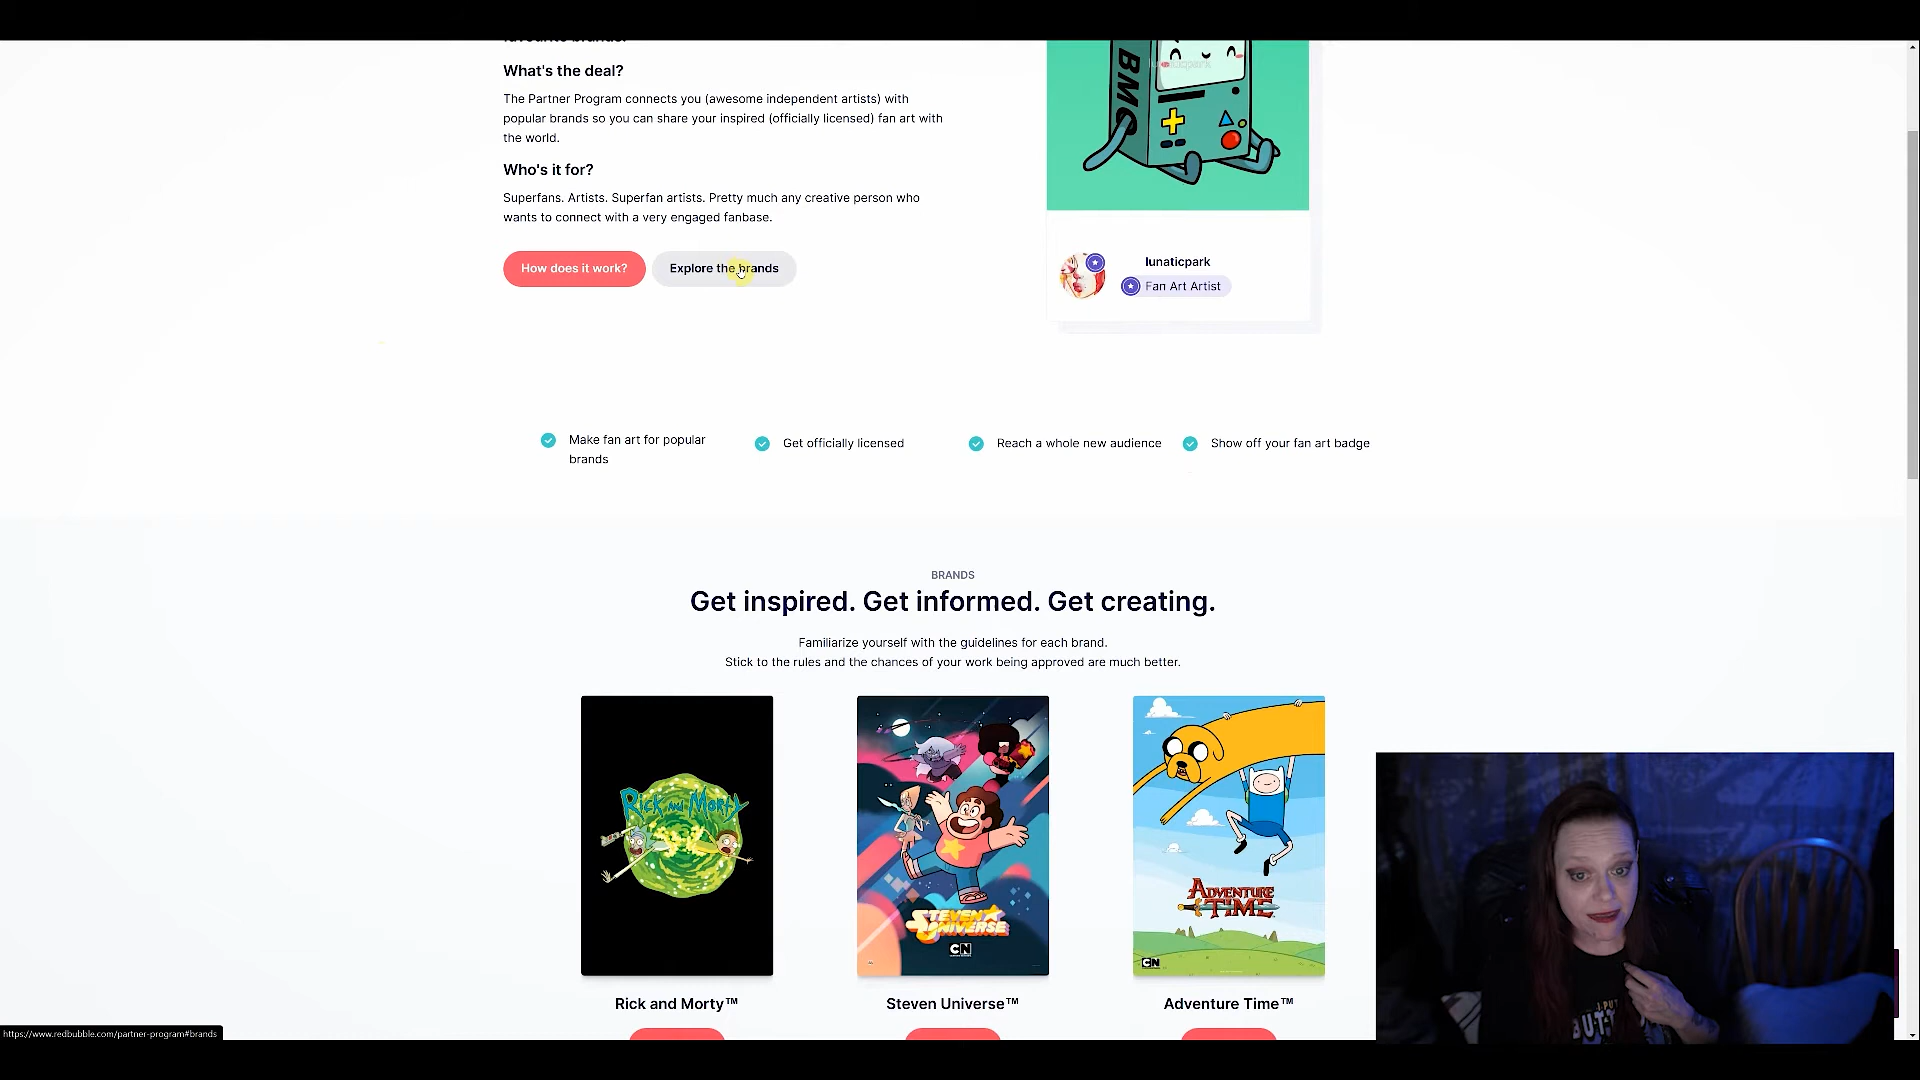 What's the deal?
The Partner Program connects you (awesome independent artists) with
popular brands so you can share your inspired (officially licensed) fan art with
the world.
Who's it for?
Superfans. Artists. Superfan artists. Pretty much any creative person who
wants to connect with a very engaged fanbase.
How does it work?
Explore the brands
BMO
lunaticpark
Fan Art Artist
Make fan art for popular
brands
Get officially licensed
Reach a whole new audience
Show off your fan art badge
BRANDS
Get inspired. Get informed. Get creating.
Familiarize yourself with the guidelines for each brand.
Stick to the rules and the chances of your work being approved are much better.
Rick and Morty
STEVEN
UNIVERSE
CN
ADVENTURE
TIME
CN
Rick and Morty™
Steven Universe™
Adventure Time™
I PUT
https://www.redbubble.com/partner-program#brands